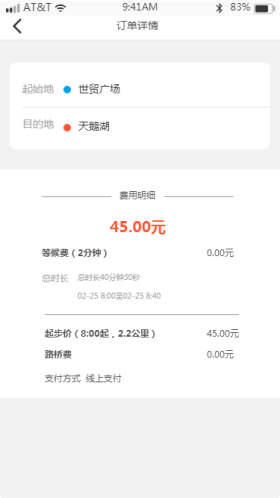 AT&T 9:41AM 83%
订单详情
起始地 世贸广场
目的地 天鹅湖
费用明细
45.00元
等候费（2分钟） 0.00元
总时长 总时长40分钟30秒
02-25 8:00至02-25 8:40
起步价（8:00起，2.2公里） 45.00元
路桥费 0.00元
支付方式 线上支付